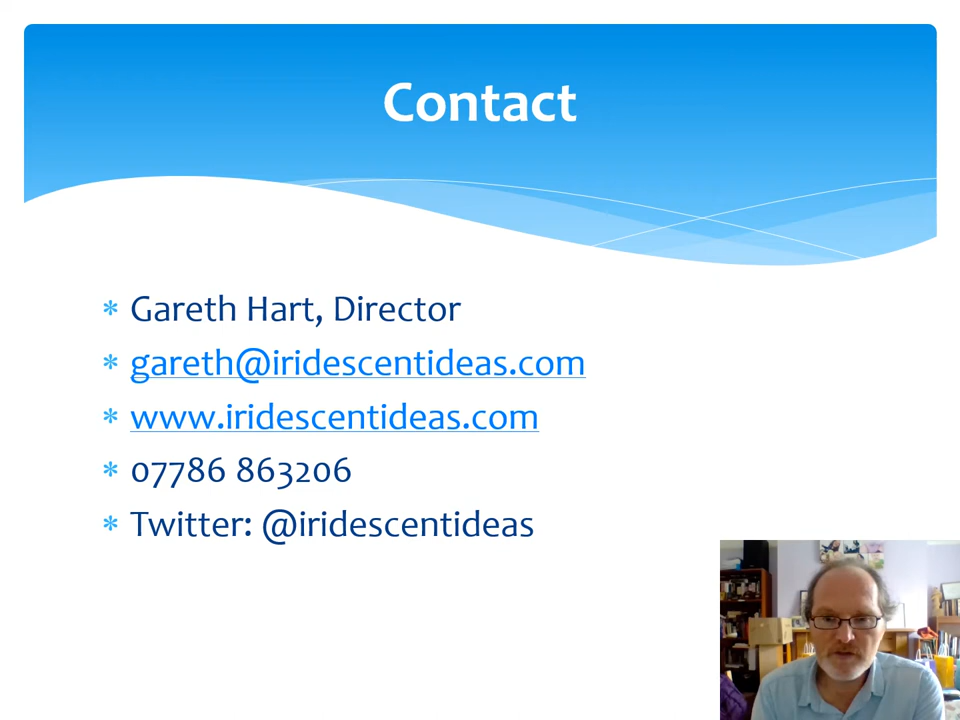 Contact
Gareth Hart, Director
gareth@iridescentideas.com
www.iridescentideas.com
07786 863206
Twitter: @iridescentideas